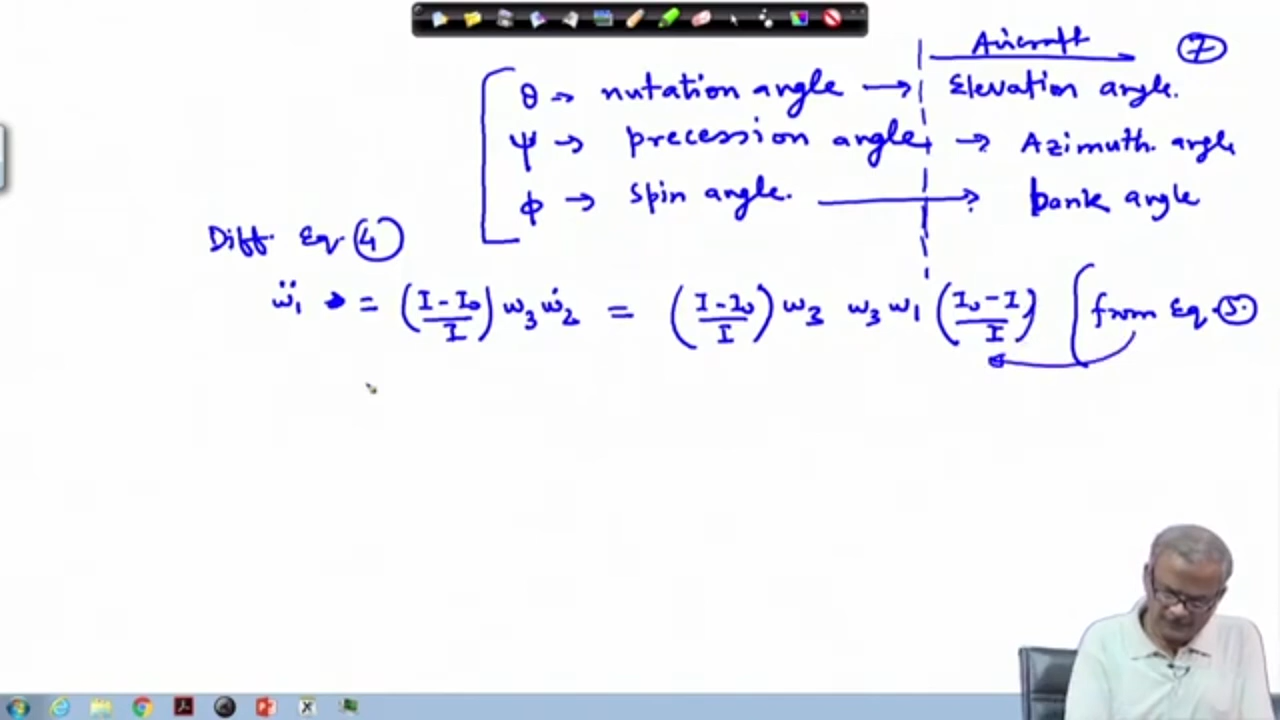 Aircraft ⑦
θ → nutation angle → Elevation angle.
ψ → precession angle → Azimuth. angle
ϕ → Spin angle. → bank angle
Diff. Eq. ④
ω̈₁ = ((I - I₀)/I) ω₃ ω̇₂ = ((I - I₀)/I) ω₃ ω₃ ω₁ ((I₀ - I)/I) [from Eq. ⑤.